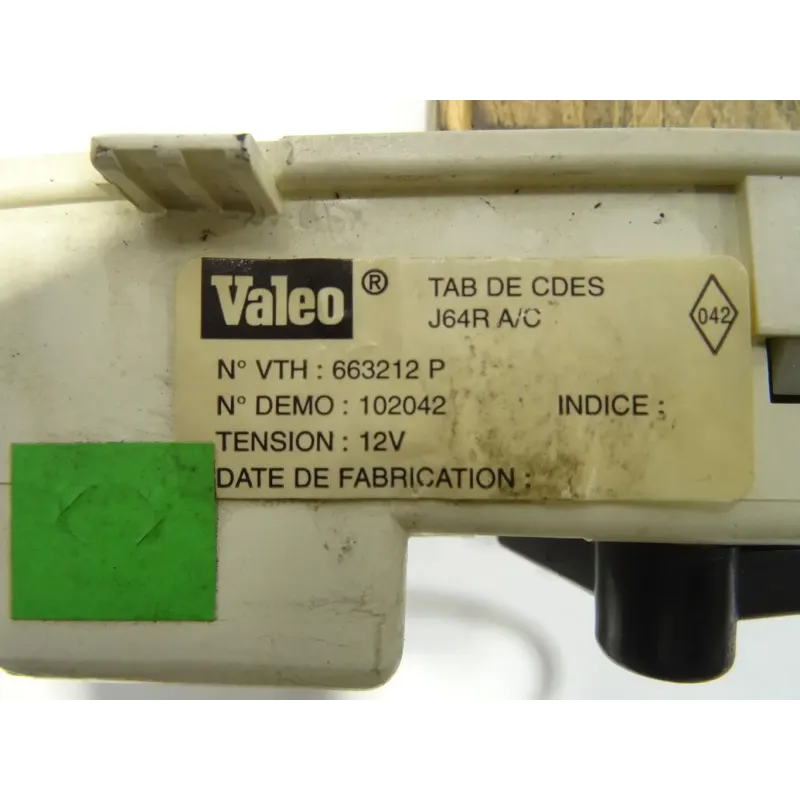 Valeo ® TAB DE CDES
J64R A/C
042
N° VTH : 663212 P
N° DEMO : 102042 INDICE :
TENSION : 12V
DATE DE FABRICATION :